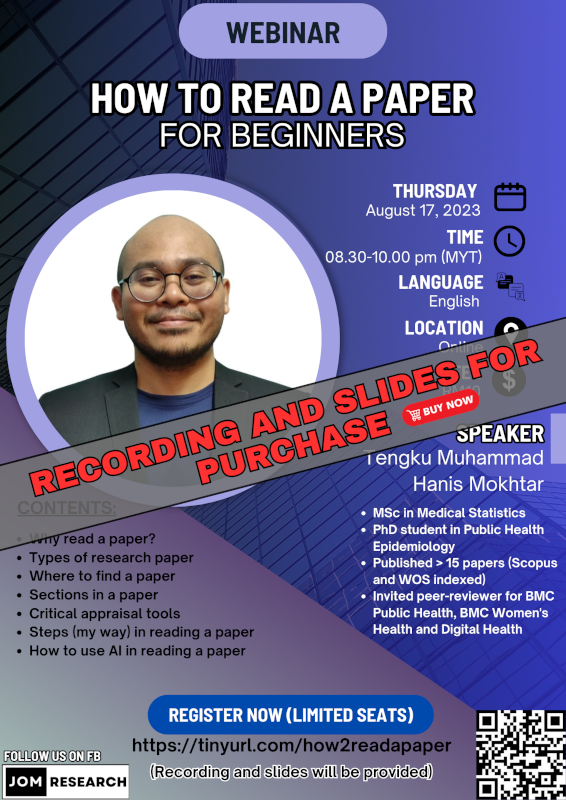 WEBINAR
HOW TO READ A PAPER
FOR BEGINNERS
THURSDAY
August 17, 2023
TIME
08.30-10.00 pm (MYT)
LANGUAGE
English
LOCATION
Online
RECORDING AND SLIDES FOR
PURCHASE
BUY NOW
SPEAKER
Tengku Muhammad
Hanis Mokhtar
• MSc in Medical Statistics
• PhD student in Public Health
Epidemiology
• Published > 15 papers (Scopus
and WOS indexed)
• Invited peer-reviewer for BMC
Public Health, BMC Women's
Health and Digital Health
CONTENTS:
• Why read a paper?
• Types of research paper
• Where to find a paper
• Sections in a paper
• Critical appraisal tools
• Steps (my way) in reading a paper
• How to use AI in reading a paper
REGISTER NOW (LIMITED SEATS)
https://tinyurl.com/how2readapaper
(Recording and slides will be provided)
FOLLOW US ON FB
JOM RESEARCH